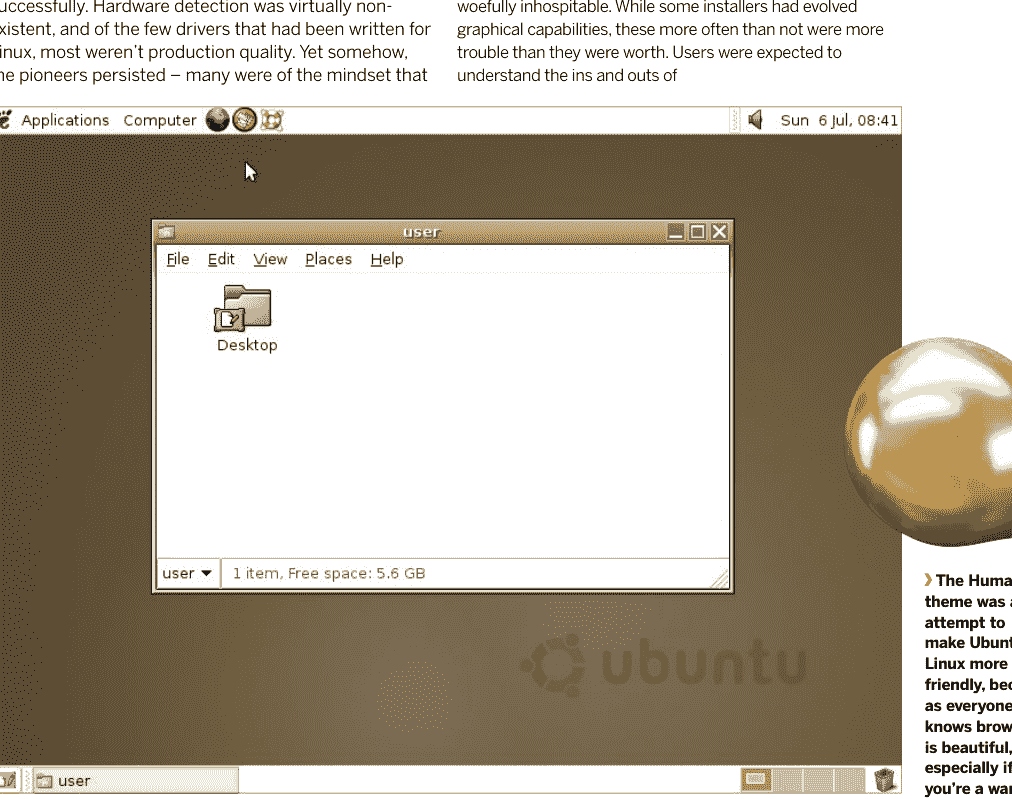 uccessfully. Hardware detection was virtually non-
xistent, and of the few drivers that had been written for
inux, most weren't production quality. Yet somehow,
he pioneers persisted – many were of the mindset that
woefully inhospitable. While some installers had evolved
graphical capabilities, these more often than not were more
trouble than they were worth. Users were expected to
understand the ins and outs of
Applications Computer Sun 6 Jul, 08:41
user
File Edit View Places Help
Desktop
user 1 item, Free space: 5.6 GB
ubuntu
user
❯ The Huma
theme was a
attempt to
make Ubunt
Linux more
friendly, bec
as everyone
knows brow
is beautiful,
especially if
you're a war